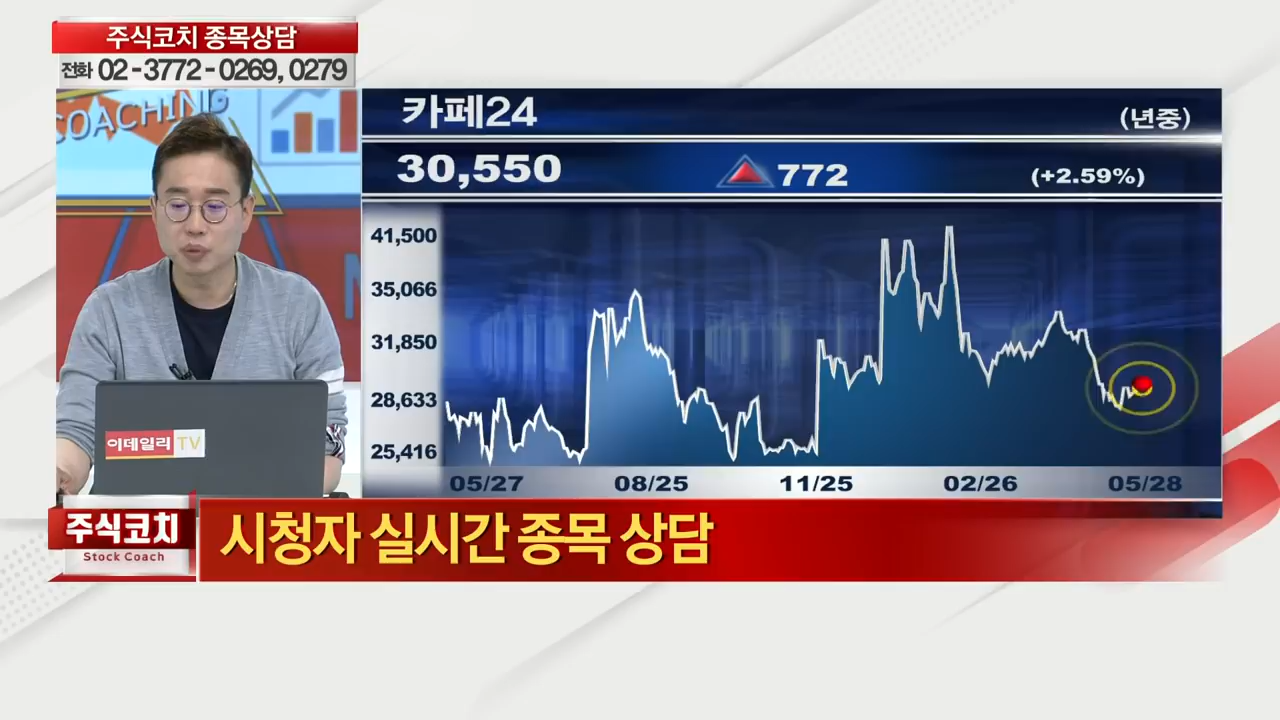 주식코치 종목상담
전화 02-3772-0269, 0279
COACHING
카페24
(년중)
30,550
772
(+2.59%)
41,500
35,066
31,850
28,633
25,416
05/27
08/25
11/25
02/26
05/28
이데일리TV
주식코치
Stock Coach
시청자 실시간 종목 상담